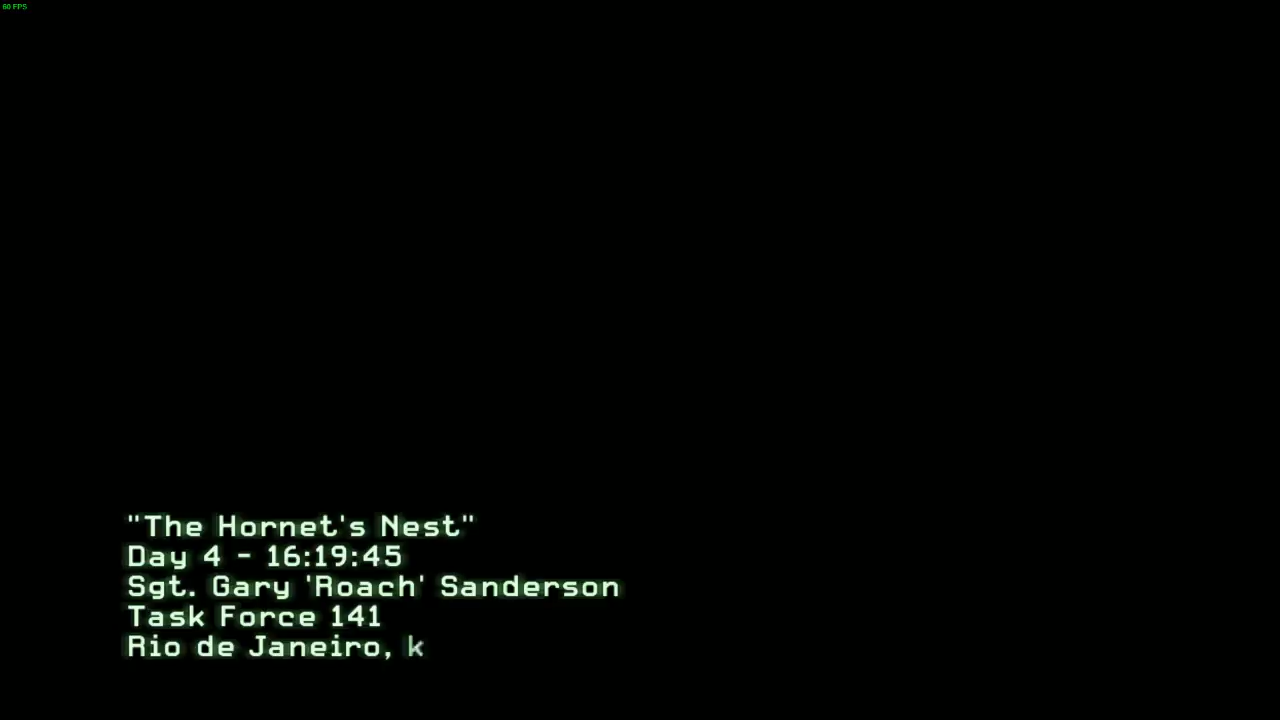 60 FPS
"The Hornet's Nest"
Day 4 - 16:19:45
Sgt. Gary 'Roach' Sanderson
Task Force 141
Rio de Janeiro, k